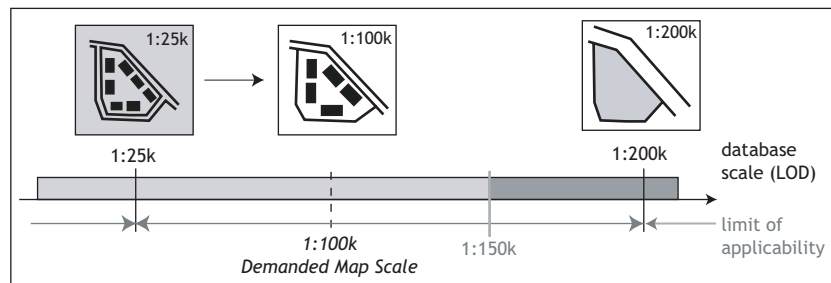 1:25k
1:100k
1:200k
1:25k
1:200k
database
scale (LOD)
1:100k
Demanded Map Scale
1:150k
limit of
applicability